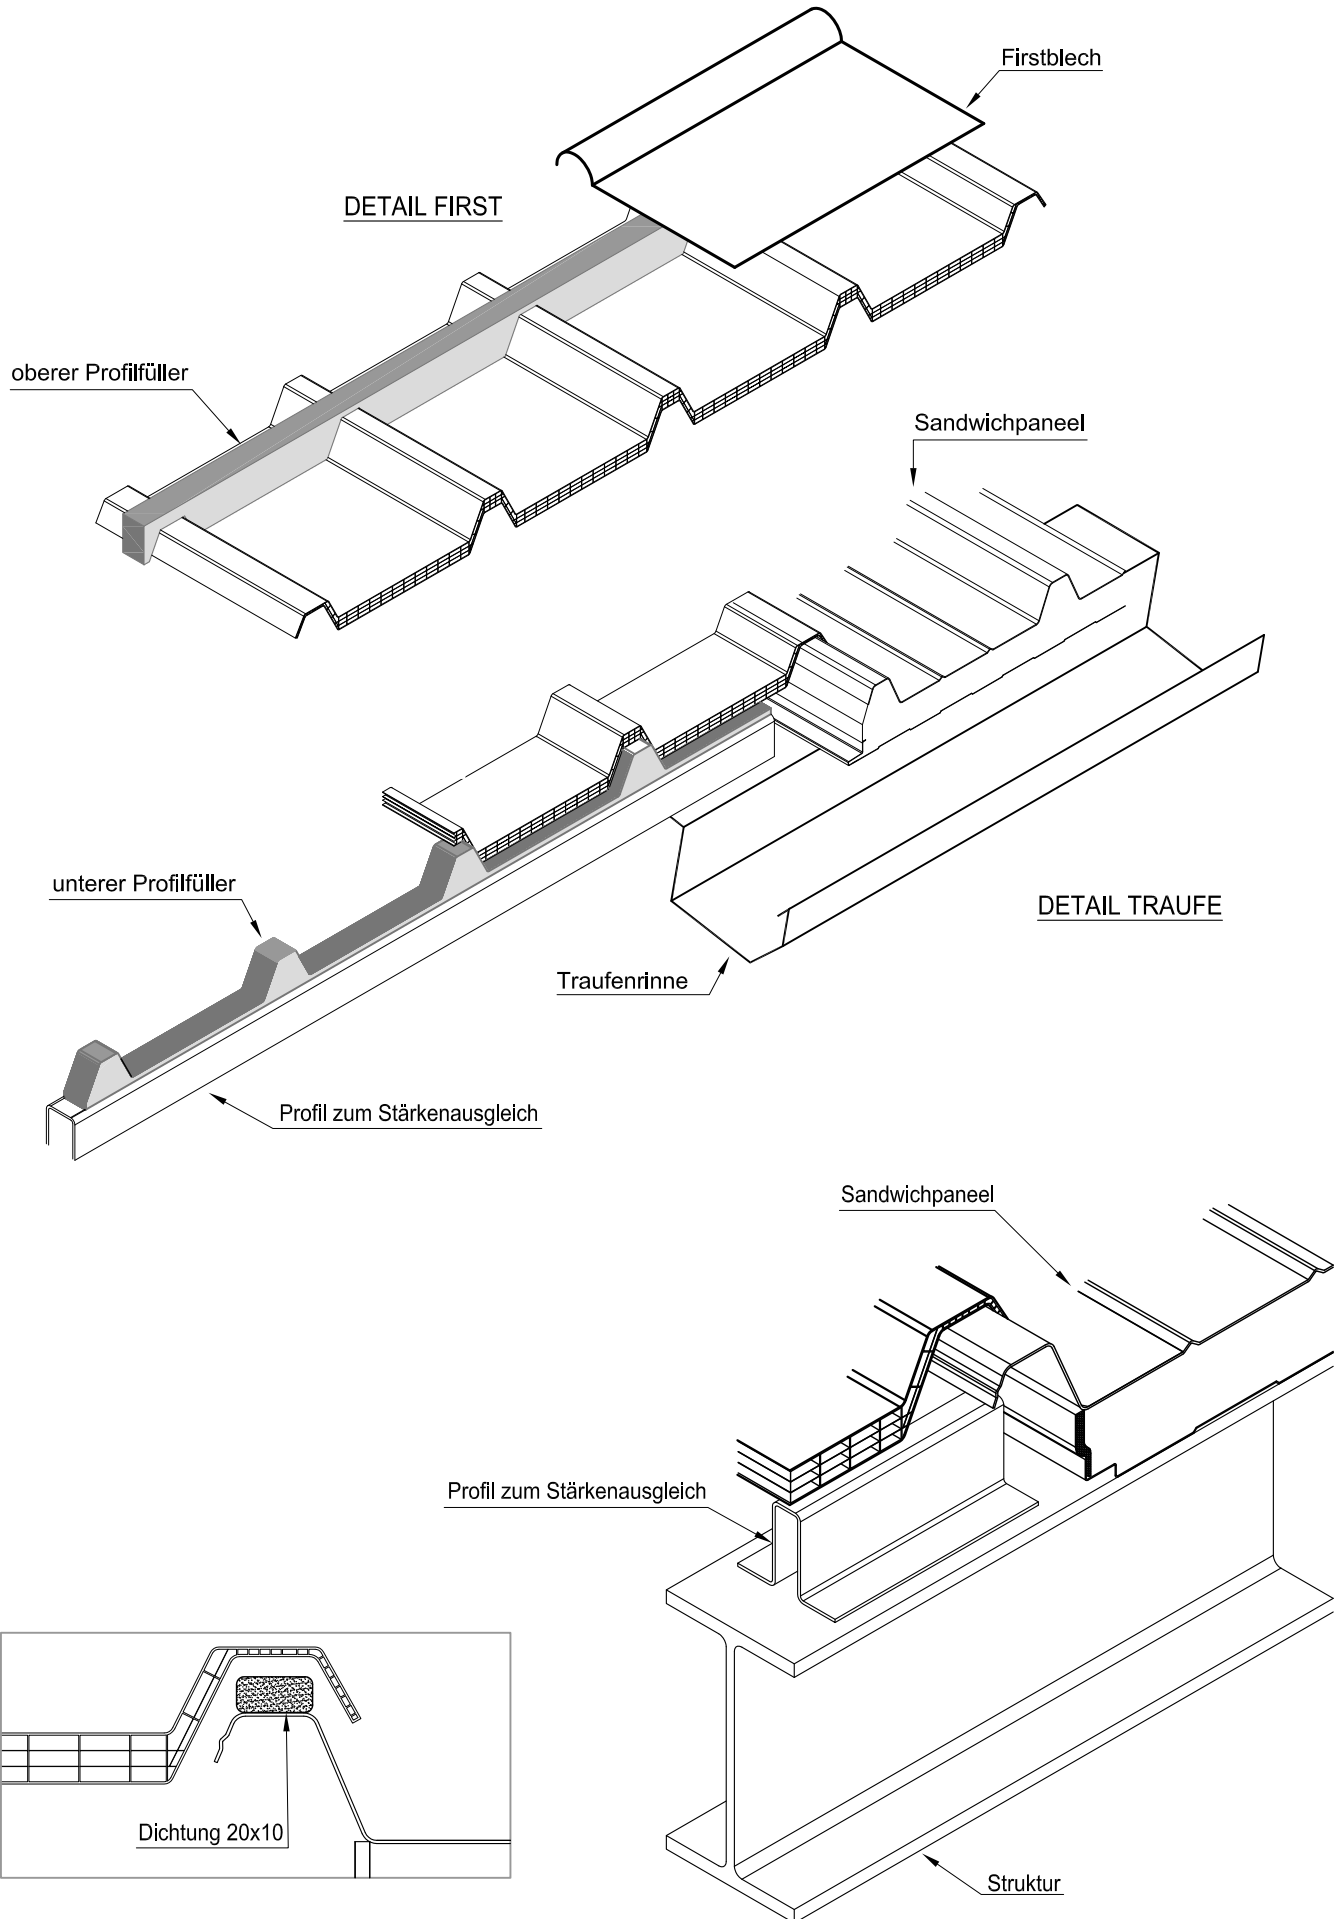 Firstblech
DETAIL FIRST
oberer Profilfüller
Sandwichpaneel
unterer Profilfüller
DETAIL TRAUFE
Traufenrinne
Profil zum Stärkenausgleich
Sandwichpaneel
Profil zum Stärkenausgleich
Dichtung 20x10
Struktur